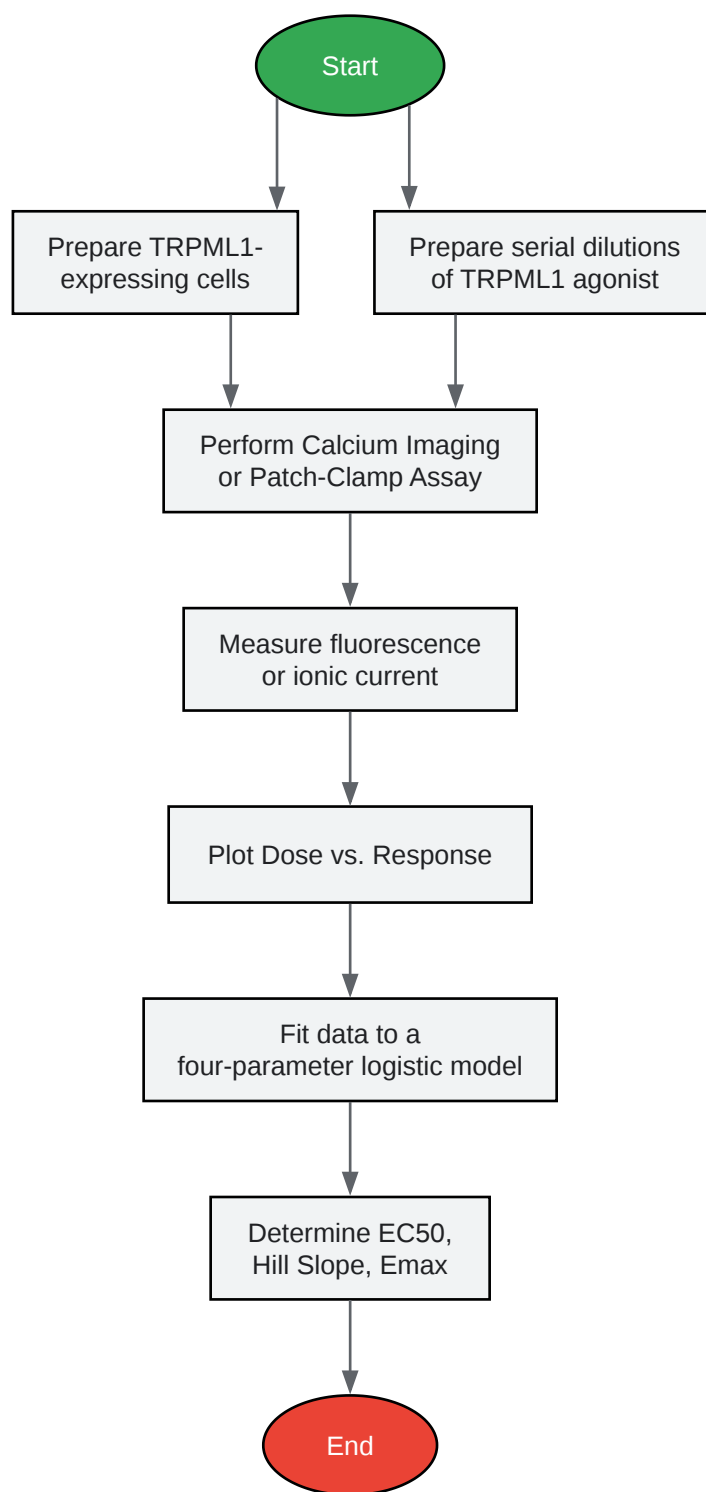 Start
Prepare TRPML1-
expressing cells
Prepare serial dilutions
of TRPML1 agonist
Perform Calcium Imaging
or Patch-Clamp Assay
Measure fluorescence
or ionic current
Plot Dose vs. Response
Fit data to a
four-parameter logistic model
Determine EC50,
Hill Slope, Emax
End